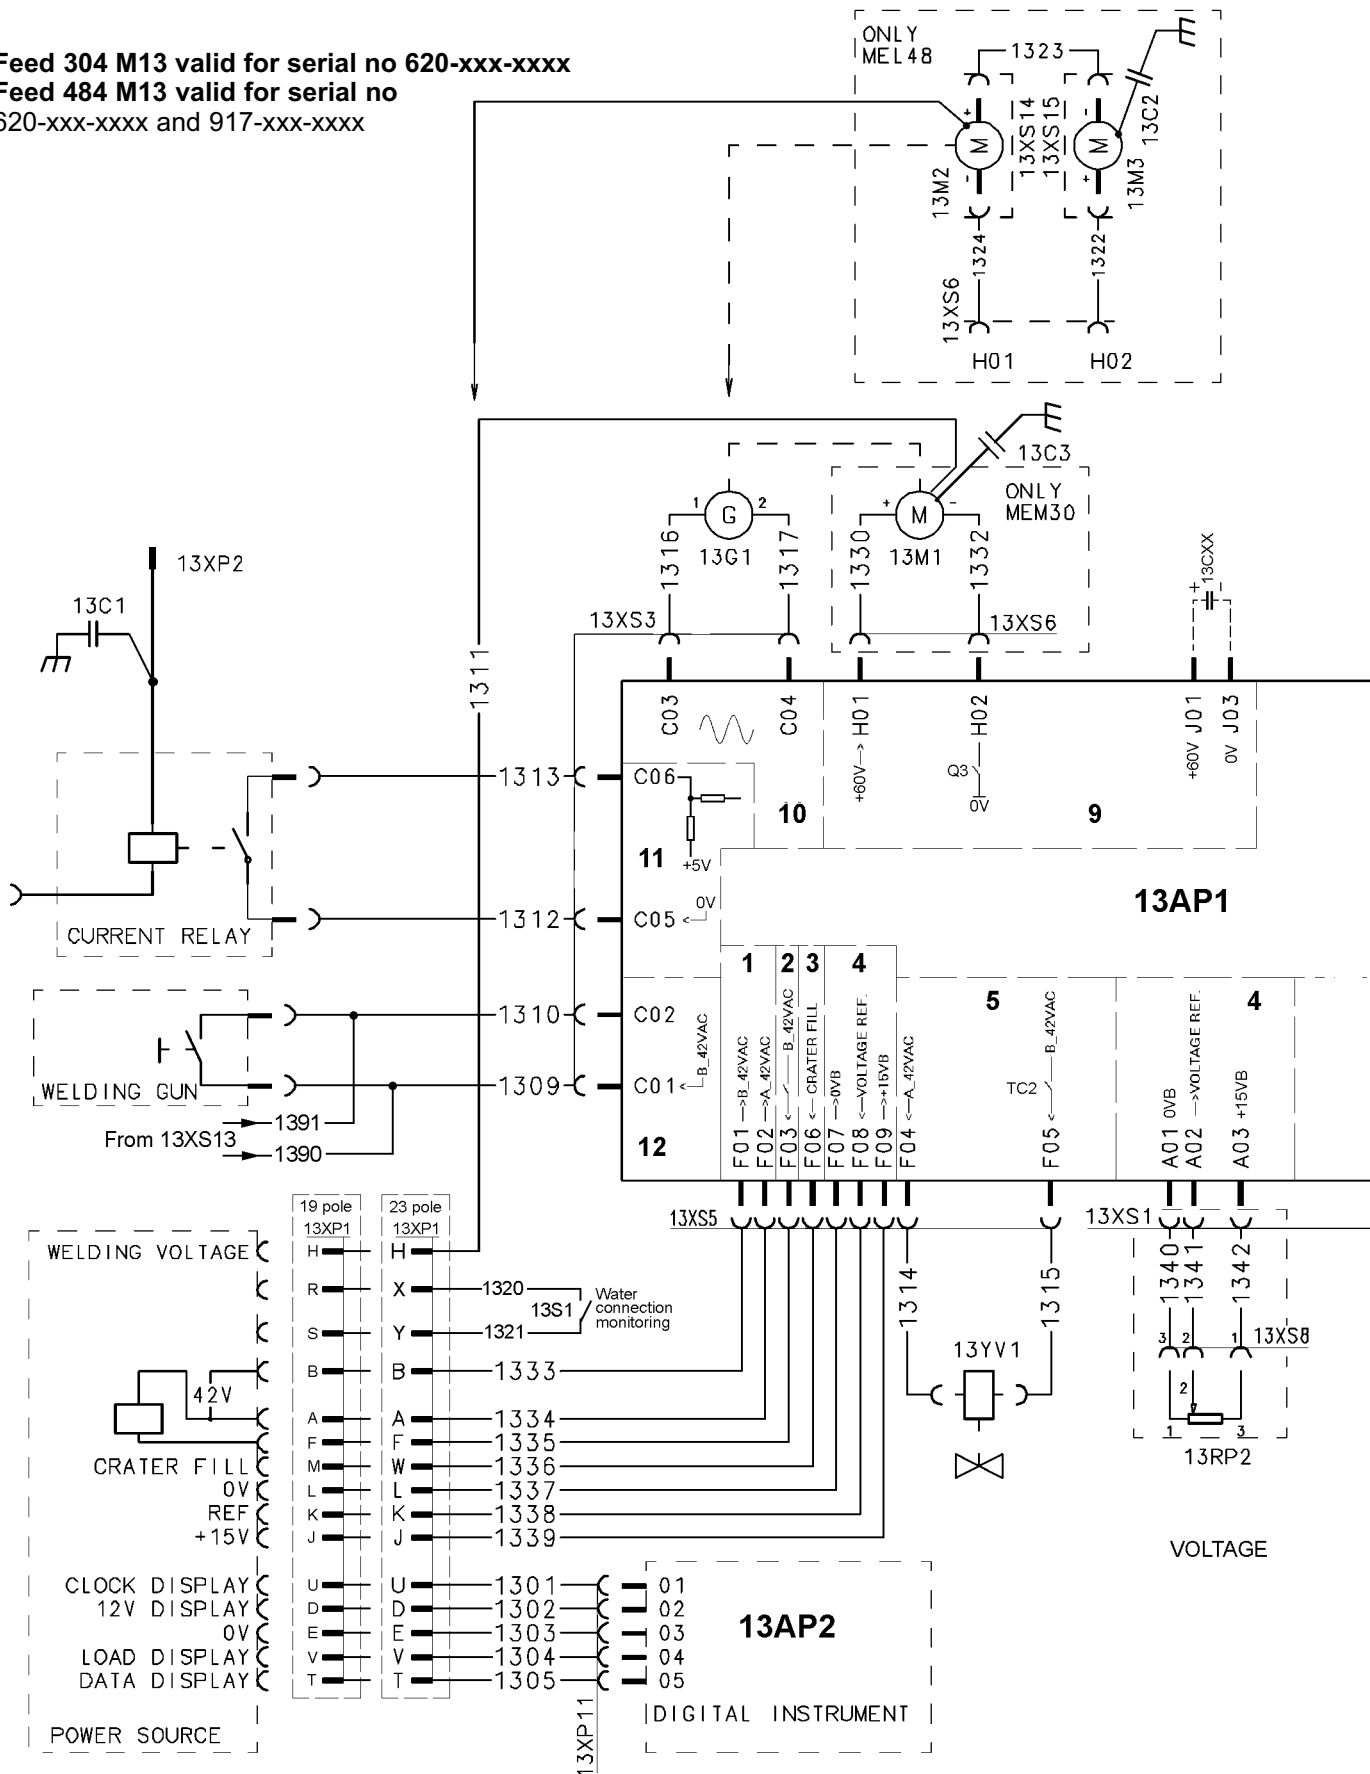 Feed 304 M13 valid for serial no 620-xxx-xxxx
Feed 484 M13 valid for serial no
620-xxx-xxxx and 917-xxx-xxxx
ONLY
MEL48
1323
13C2
13XS14
13XS15
+
-
M
M
-
+
13M2
13M3
1324
1322
13XS6
H01
H02
13C3
ONLY
MEM30
1
G
2
+
M
-
13G1
13M1
1316
1317
1330
1332
13XS3
13XS6
+
-
13CXX
13XP2
13C1
1311
C03
C04
+60V--> H01
H02
Q3
0V
+60V J01
0V J03
1313
C06
10
9
11
+5V
0V
13AP1
1312
C05
CURRENT RELAY
1
2
3
4
5
4
1310
C02
B_42VAC
1309
C01
WELDING GUN
1391
From 13XS13
1390
12
F01 -->B_42VAC
F02 -->A_42VAC
F03 <-- B_42VAC
F06 <--CRATER FILL
F07 -->0VB
F08 <--VOLTAGE REF.
F09 -->+15VB
F04 <--A_42VAC
TC2
F05 <-- B_42VAC
A01 0VB
A02 -->VOLTAGE REF.
A03 +15VB
19 pole
13XP1
23 pole
13XP1
13XS5
13XS1
WELDING VOLTAGE
H
H
R
X
1320
13S1
Water
connection
monitoring
S
Y
1321
B
B
1333
42V
A
A
1334
F
F
1335
CRATER FILL
M
W
1336
0V
L
L
1337
REF
K
K
1338
+15V
J
J
1339
1314
1315
13YV1
1340
1341
1342
3
2
1
13XS8
2
1
3
13RP2
VOLTAGE
CLOCK DISPLAY
U
U
1301
01
12V DISPLAY
D
D
1302
02
0V
E
E
1303
03
LOAD DISPLAY
V
V
1304
04
DATA DISPLAY
T
T
1305
05
13AP2
POWER SOURCE
13XP11
DIGITAL INSTRUMENT